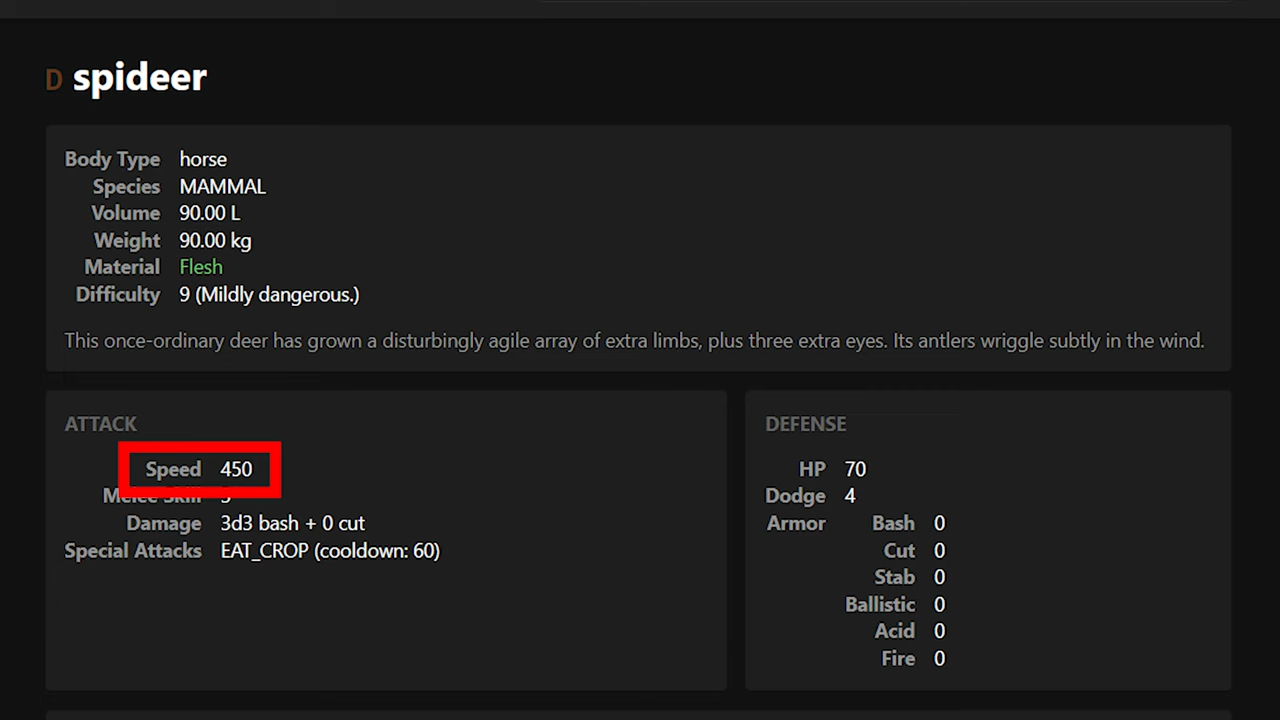 D spideer
Body Type horse
Species MAMMAL
Volume 90.00 L
Weight 90.00 kg
Material Flesh
Difficulty 9 (Mildly dangerous.)
This once-ordinary deer has grown a disturbingly agile array of extra limbs, plus three extra eyes. Its antlers wriggle subtly in the wind.
ATTACK
Speed 450
Melee Skill
Damage 3d3 bash + 0 cut
Special Attacks EAT_CROP (cooldown: 60)
DEFENSE
HP 70
Dodge 4
Armor Bash 0
Cut 0
Stab 0
Ballistic 0
Acid 0
Fire 0